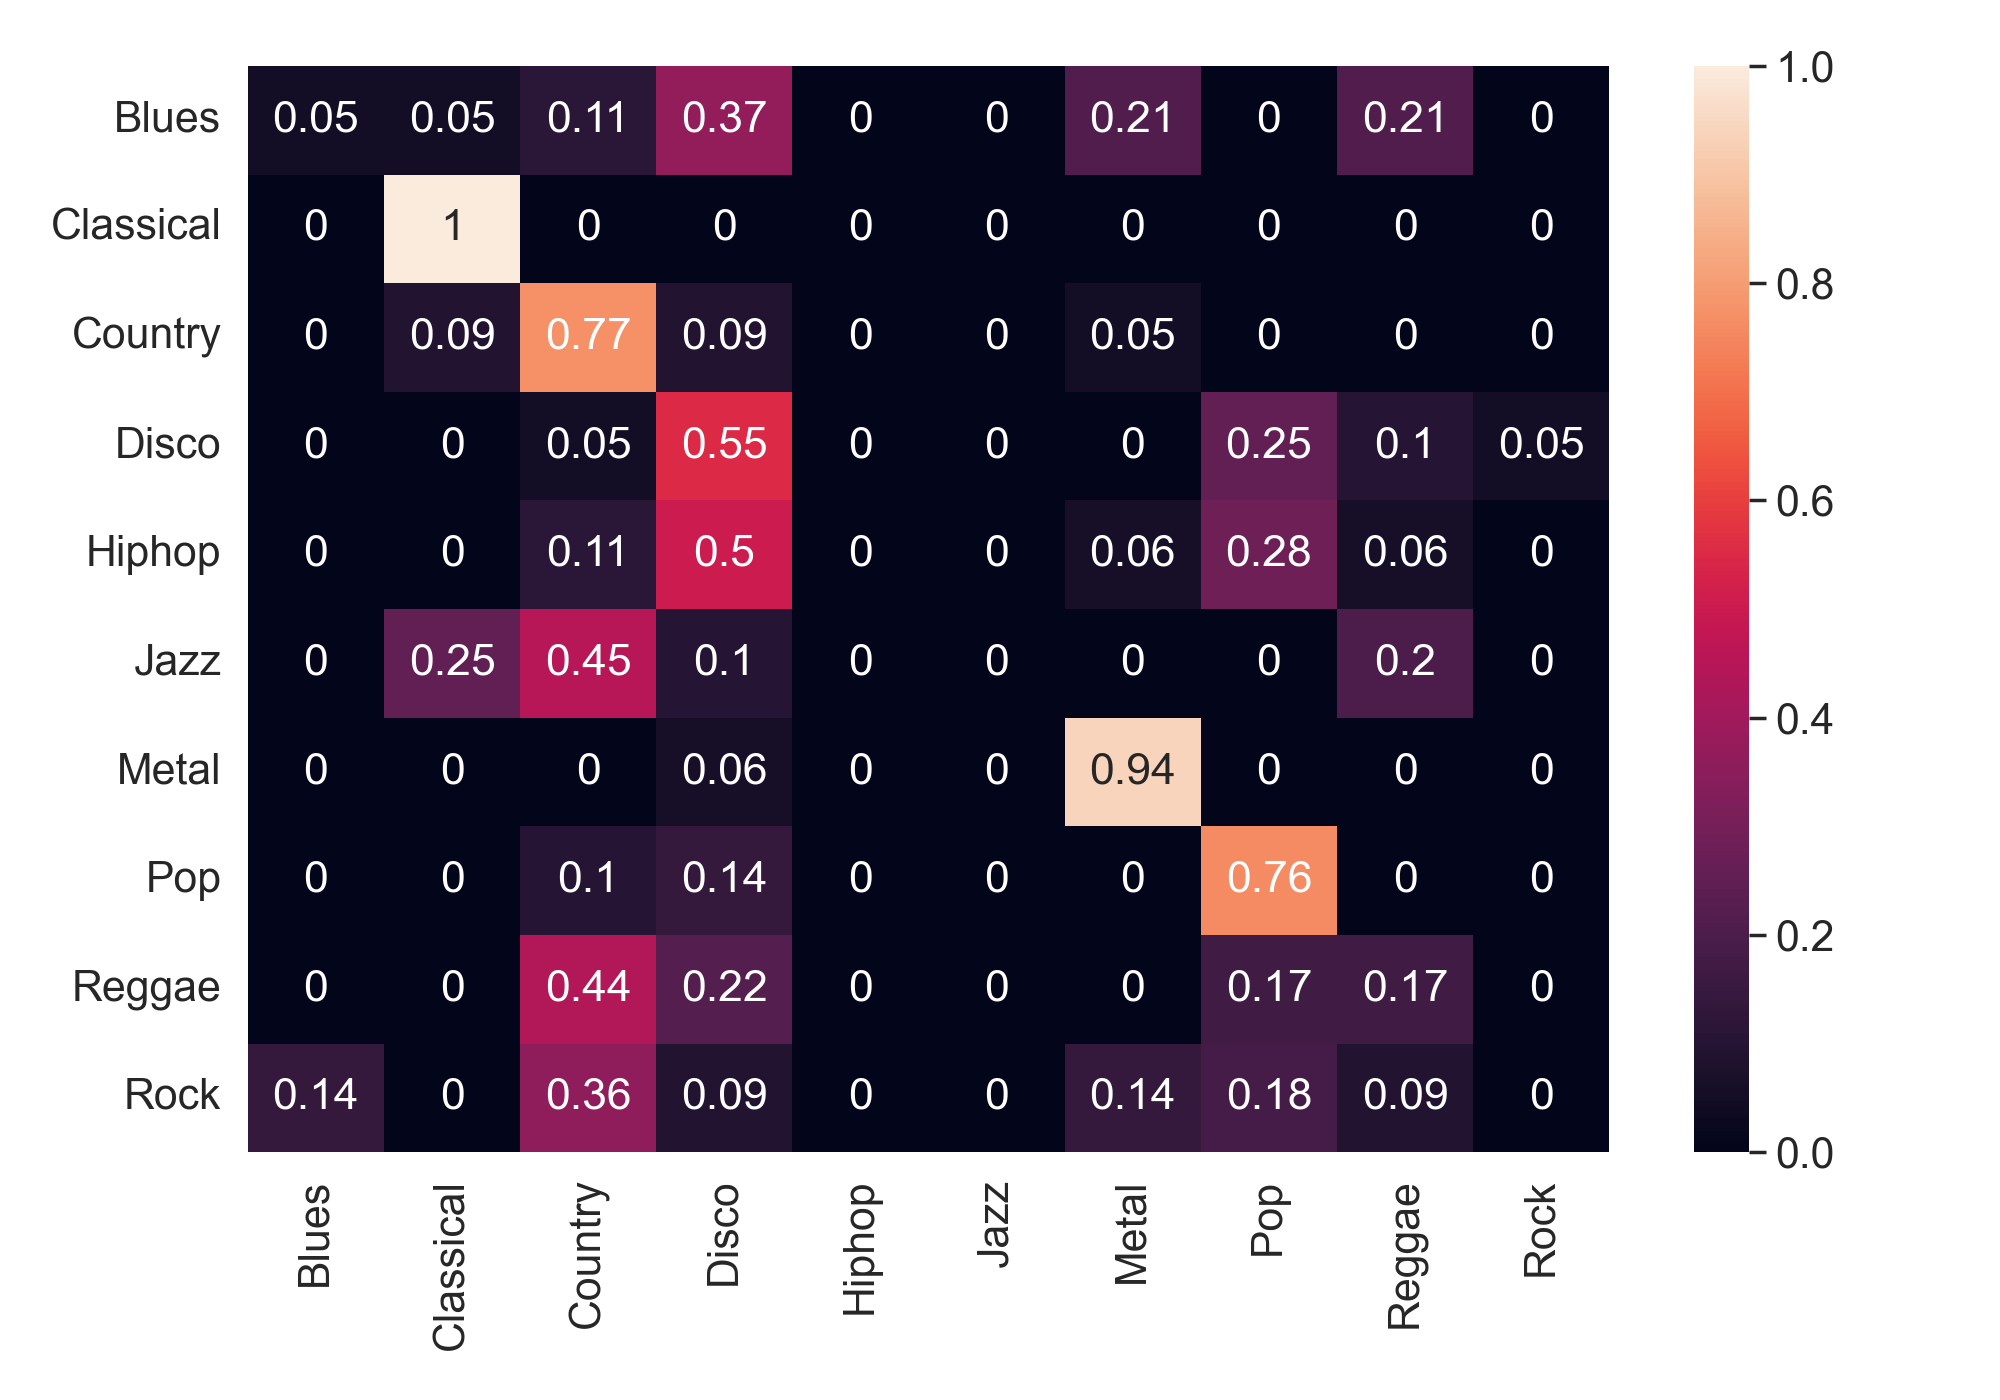 Blues 0.05 0.05 0.11 0.37 0 0 0.21 0 0.21 0
Classical 0 1 0 0 0 0 0 0 0 0
Country 0 0.09 0.77 0.09 0 0 0.05 0 0 0
Disco 0 0 0.05 0.55 0 0 0 0.25 0.1 0.05
Hiphop 0 0 0.11 0.5 0 0 0.06 0.28 0.06 0
Jazz 0 0.25 0.45 0.1 0 0 0 0 0.2 0
Metal 0 0 0 0.06 0 0 0.94 0 0 0
Pop 0 0 0.1 0.14 0 0 0 0.76 0 0
Reggae 0 0 0.44 0.22 0 0 0 0.17 0.17 0
Rock 0.14 0 0.36 0.09 0 0 0.14 0.18 0.09 0
Blues Classical Country Disco Hiphop Jazz Metal Pop Reggae Rock
1.0
0.8
0.6
0.4
0.2
0.0